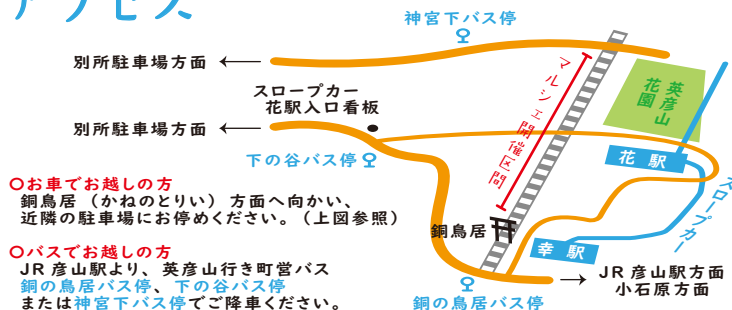 アクセス
神宮下バス停
別所駐車場方面
スロープカー
花駅入口看板
別所駐車場方面
下の谷バス停
マルシェ開催区間
英彦山
花園
花駅
スロープカー
銅鳥居
幸駅
JR彦山駅方面
小石原方面
銅の鳥居バス停
○お車でお越しの方
銅鳥居(かねのとりい)方面へ向かい、
近隣の駐車場にお停めください。(上図参照)
○バスでお越しの方
JR彦山駅より、英彦山行き町営バス
銅の鳥居バス停、下の谷バス停
または神宮下バス停でご降車ください。